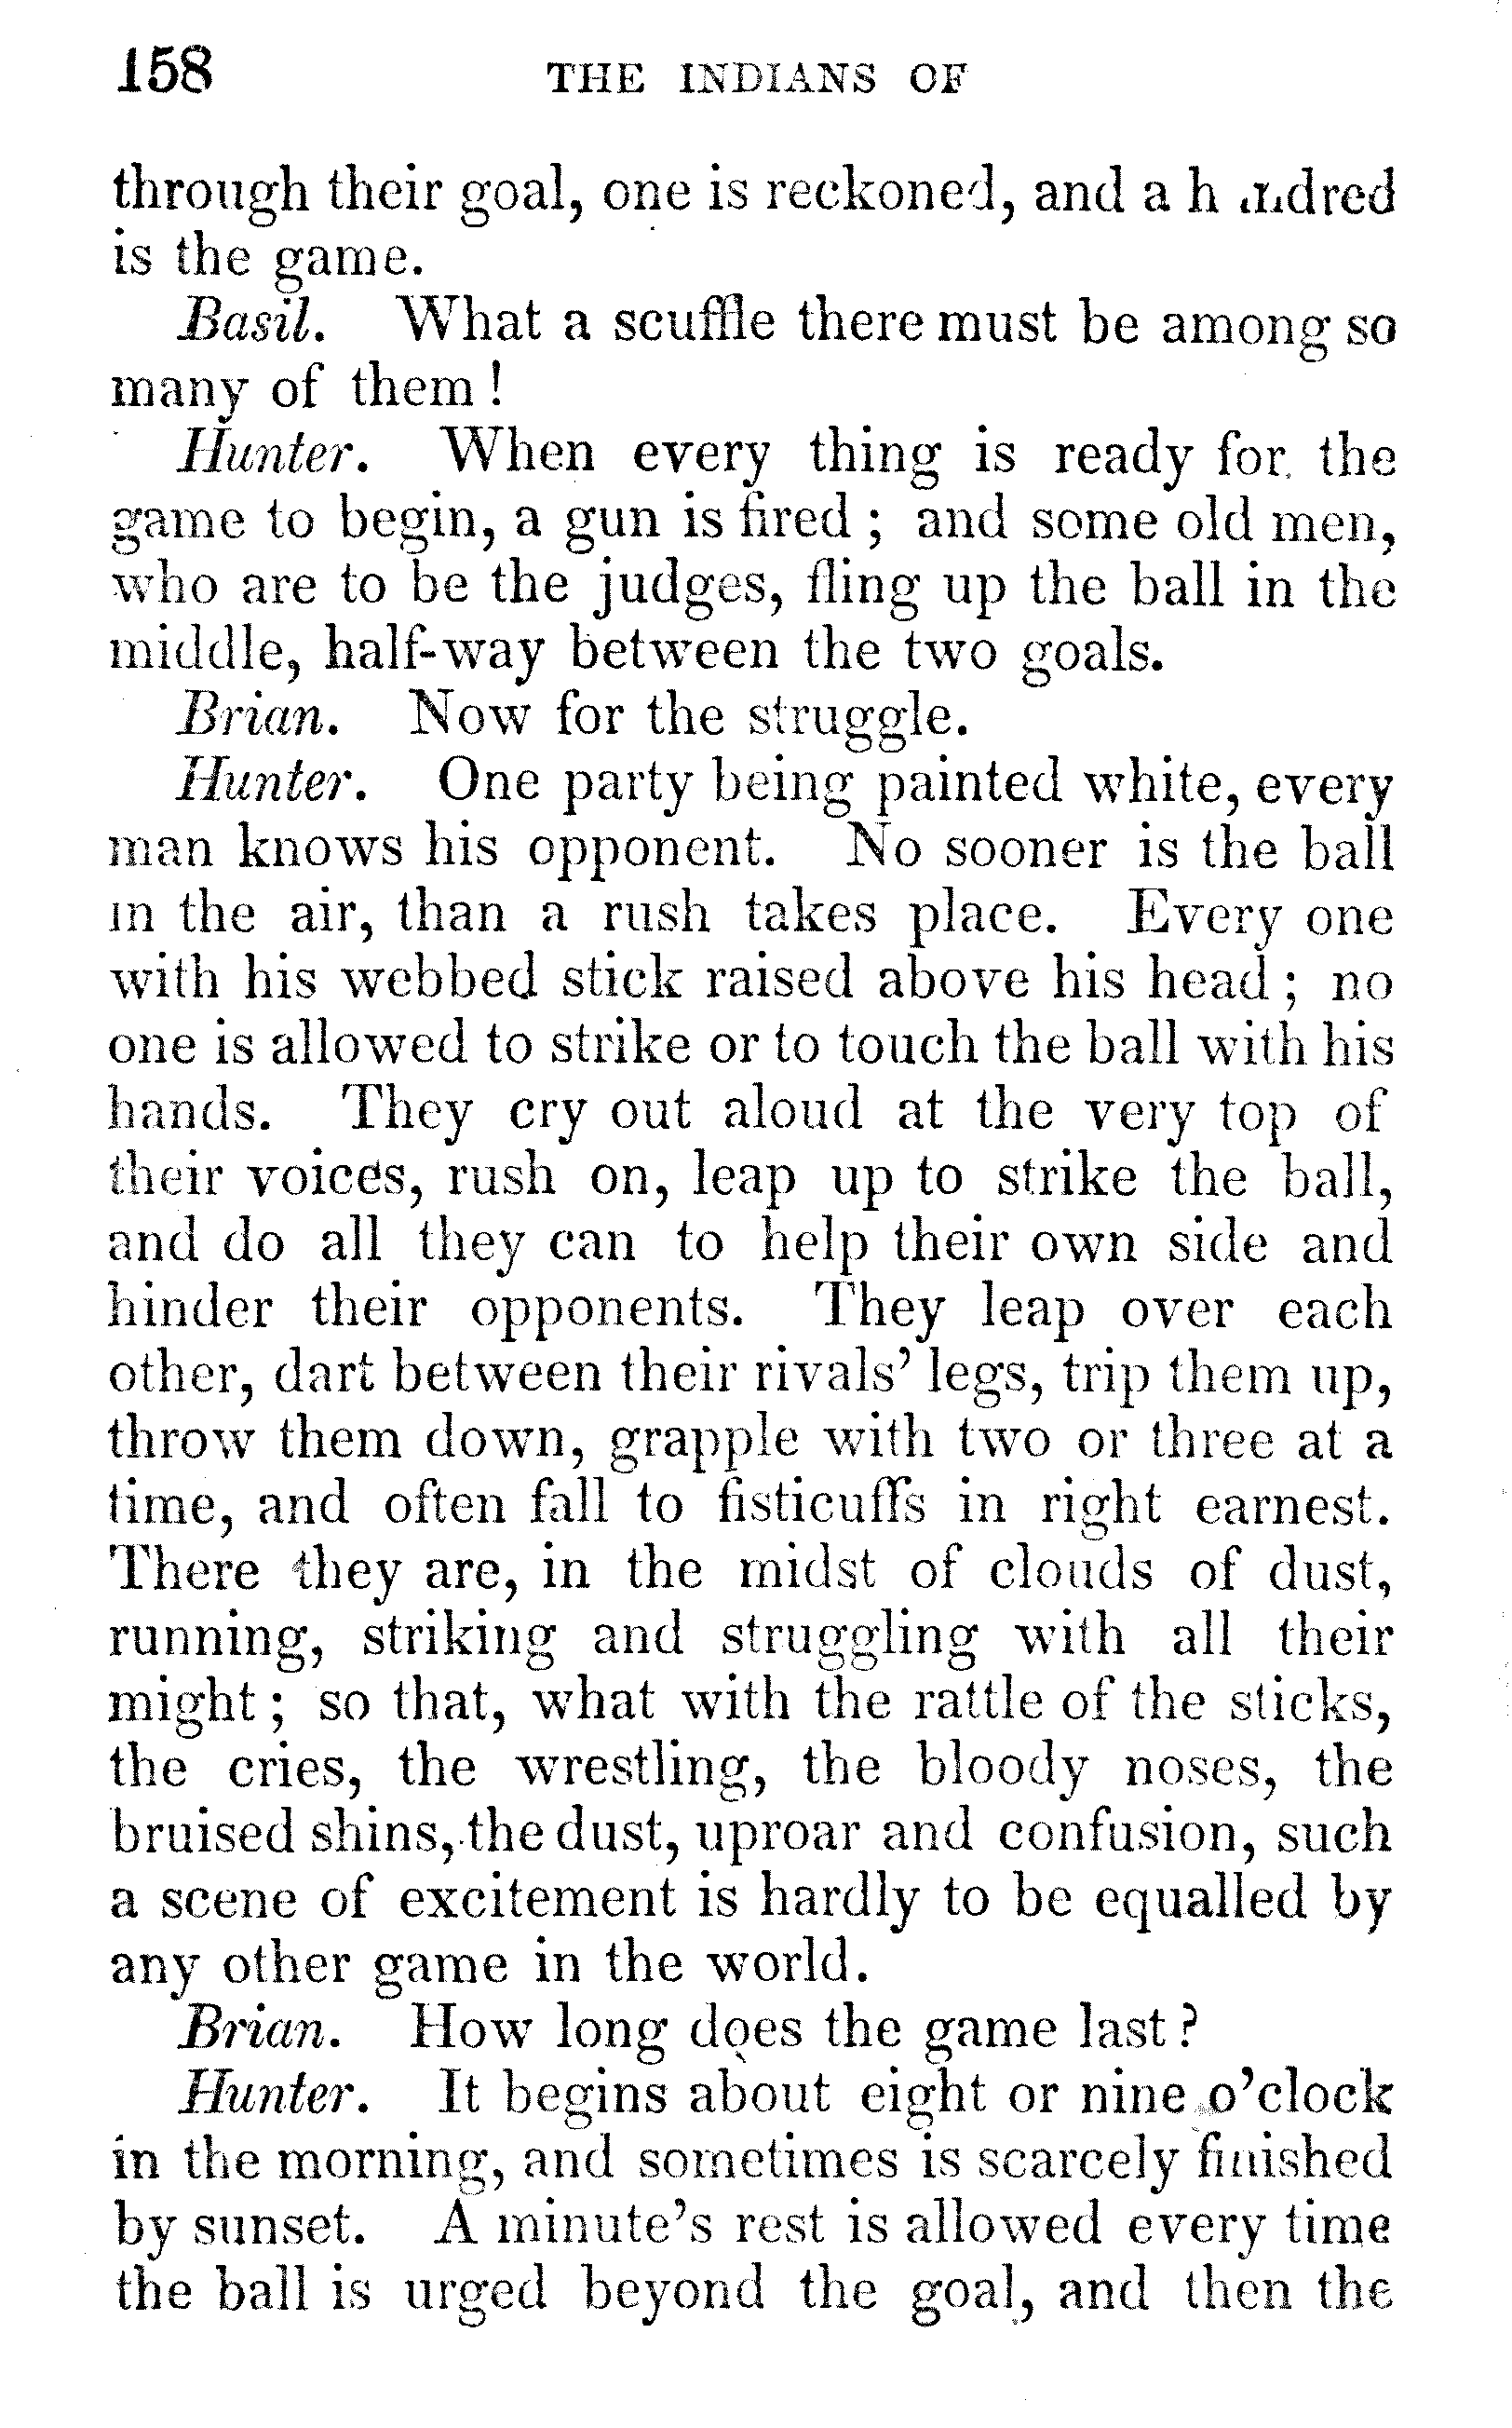 158 THE INDIANS OF
through their goal, one is reckoned, and a hundred
is the game.
Basil. What a scuffle there must be among so
many of them !
Hunter. When every thing is ready for the
game to begin, a gun is fired ; and some old men,
who are to be the judges, fling up the ball in the
middle, half-way between the two goals.
Brian. Now for the struggle.
Hunter. One party being painted white, every
man knows his opponent. No sooner is the ball
in the air, than a rush takes place. Every one
with his webbed stick raised above his head ; no
one is allowed to strike or to touch the ball with his
hands. They cry out aloud at the very top of
their voices, rush on, leap up to strike the ball,
and do all they can to help their own side and
hinder their opponents. They leap over each
other, dart between their rivals' legs, trip them up,
throw them down, grapple with two or three at a
time, and often fall to fisticuffs in right earnest.
There they are, in the midst of clouds of dust,
running, striking and struggling with all their
might ; so that, what with the rattle of the sticks,
the cries, the wrestling, the bloody noses, the
bruised shins, the dust, uproar and confusion, such
a scene of excitement is hardly to be equalled by
any other game in the world.
Brian. How long does the game last ?
Hunter. It begins about eight or nine o'clock
in the morning, and sometimes is scarcely finished
by sunset. A minute's rest is allowed every time
the ball is urged beyond the goal, and then the